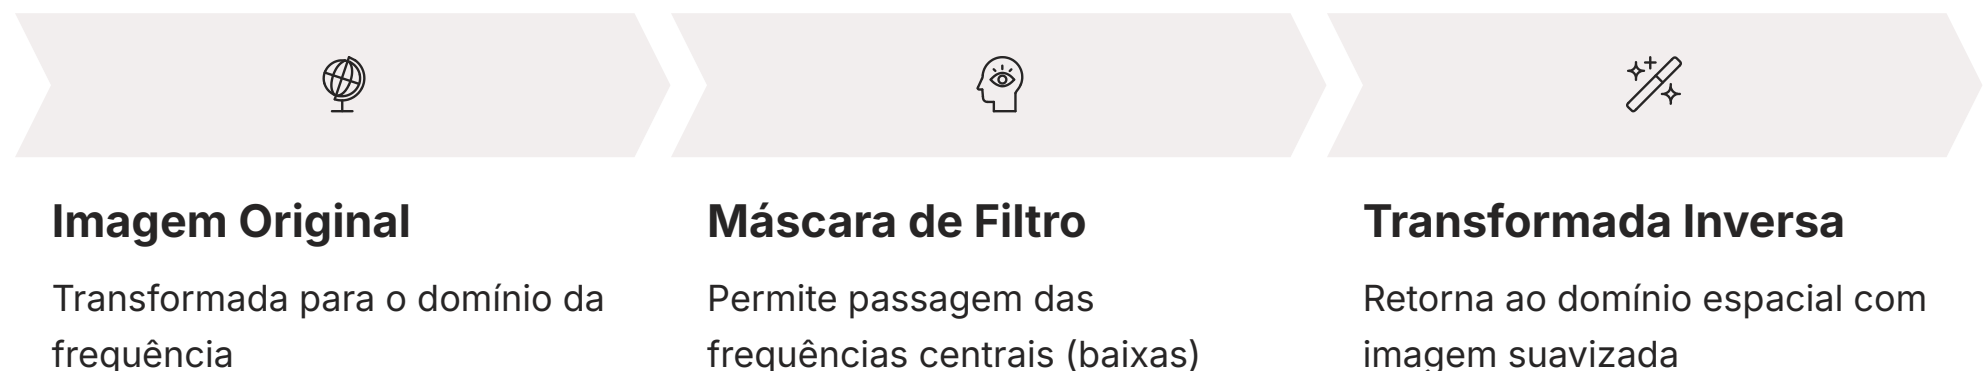 Imagem Original
Transformada para o domínio da
frequência
Máscara de Filtro
Permite passagem das
frequências centrais (baixas)
Transformada Inversa
Retorna ao domínio espacial com
imagem suavizada